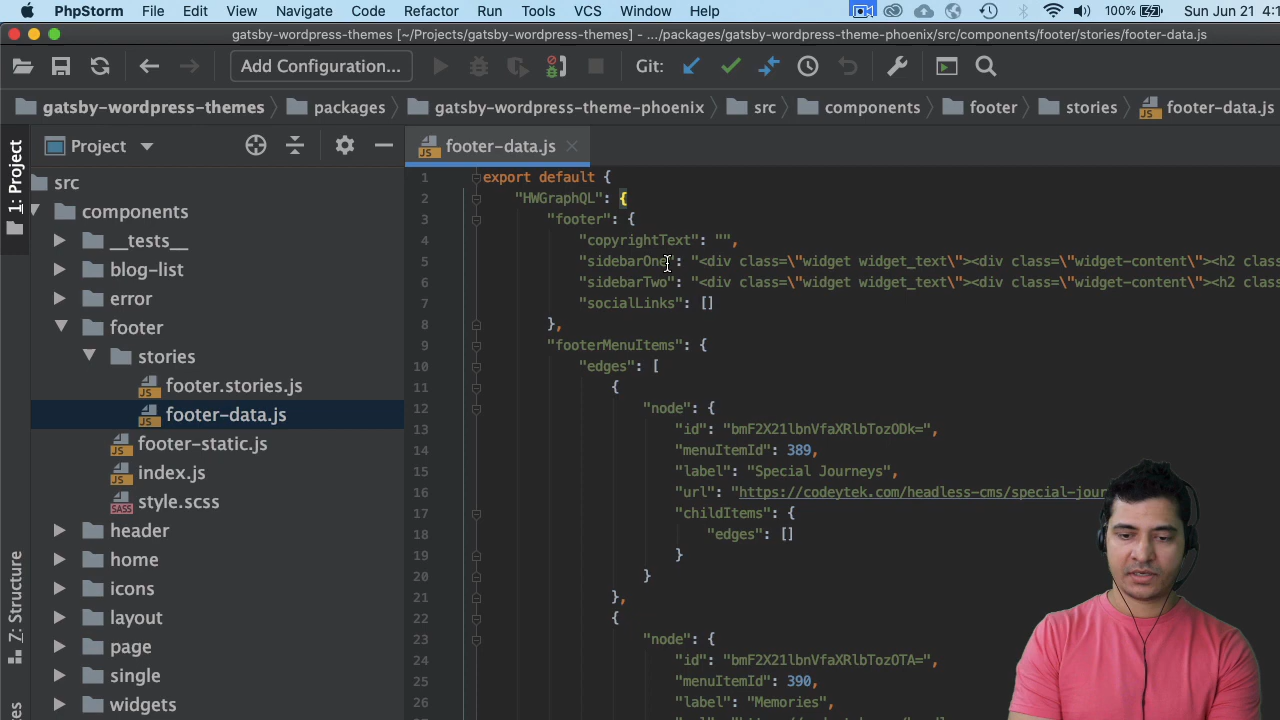 PhpStorm File Edit View Navigate Code Refactor Run Tools VCS Window Help 100% Sun Jun 21 4:1
gatsby-wordpress-themes [~/Projects/gatsby-wordpress-themes] - .../packages/gatsby-wordpress-theme-phoenix/src/components/footer/stories/footer-data.js
Add Configuration... Git:
gatsby-wordpress-themes packages gatsby-wordpress-theme-phoenix src components footer stories footer-data.js
1: Project
Project
footer-data.js
src
components
__tests__
blog-list
error
footer
stories
footer.stories.js
footer-data.js
footer-static.js
index.js
style.scss
header
home
icons
layout
page
single
widgets
Z: Structure
1 export default {
2 "HWGraphQL": {
3 "footer": {
4 "copyrightText": "",
5 "sidebarOne": "<div class=\"widget widget_text\"><div class=\"widget-content\"><h2 class
6 "sidebarTwo": "<div class=\"widget widget_text\"><div class=\"widget-content\"><h2 class
7 "socialLinks": []
8 },
9 "footerMenuItems": {
10 "edges": [
11 {
12 "node": {
13 "id": "bmF2X21lbnVfaXRlbTozODk=",
14 "menuItemId": 389,
15 "label": "Special Journeys",
16 "url": "https://codeytek.com/headless-cms/special-jour
17 "childItems": {
18 "edges": []
19 }
20 }
21 },
22 {
23 "node": {
24 "id": "bmF2X21lbnVfaXRlbTozOTA=",
25 "menuItemId": 390,
26 "label": "Memories",